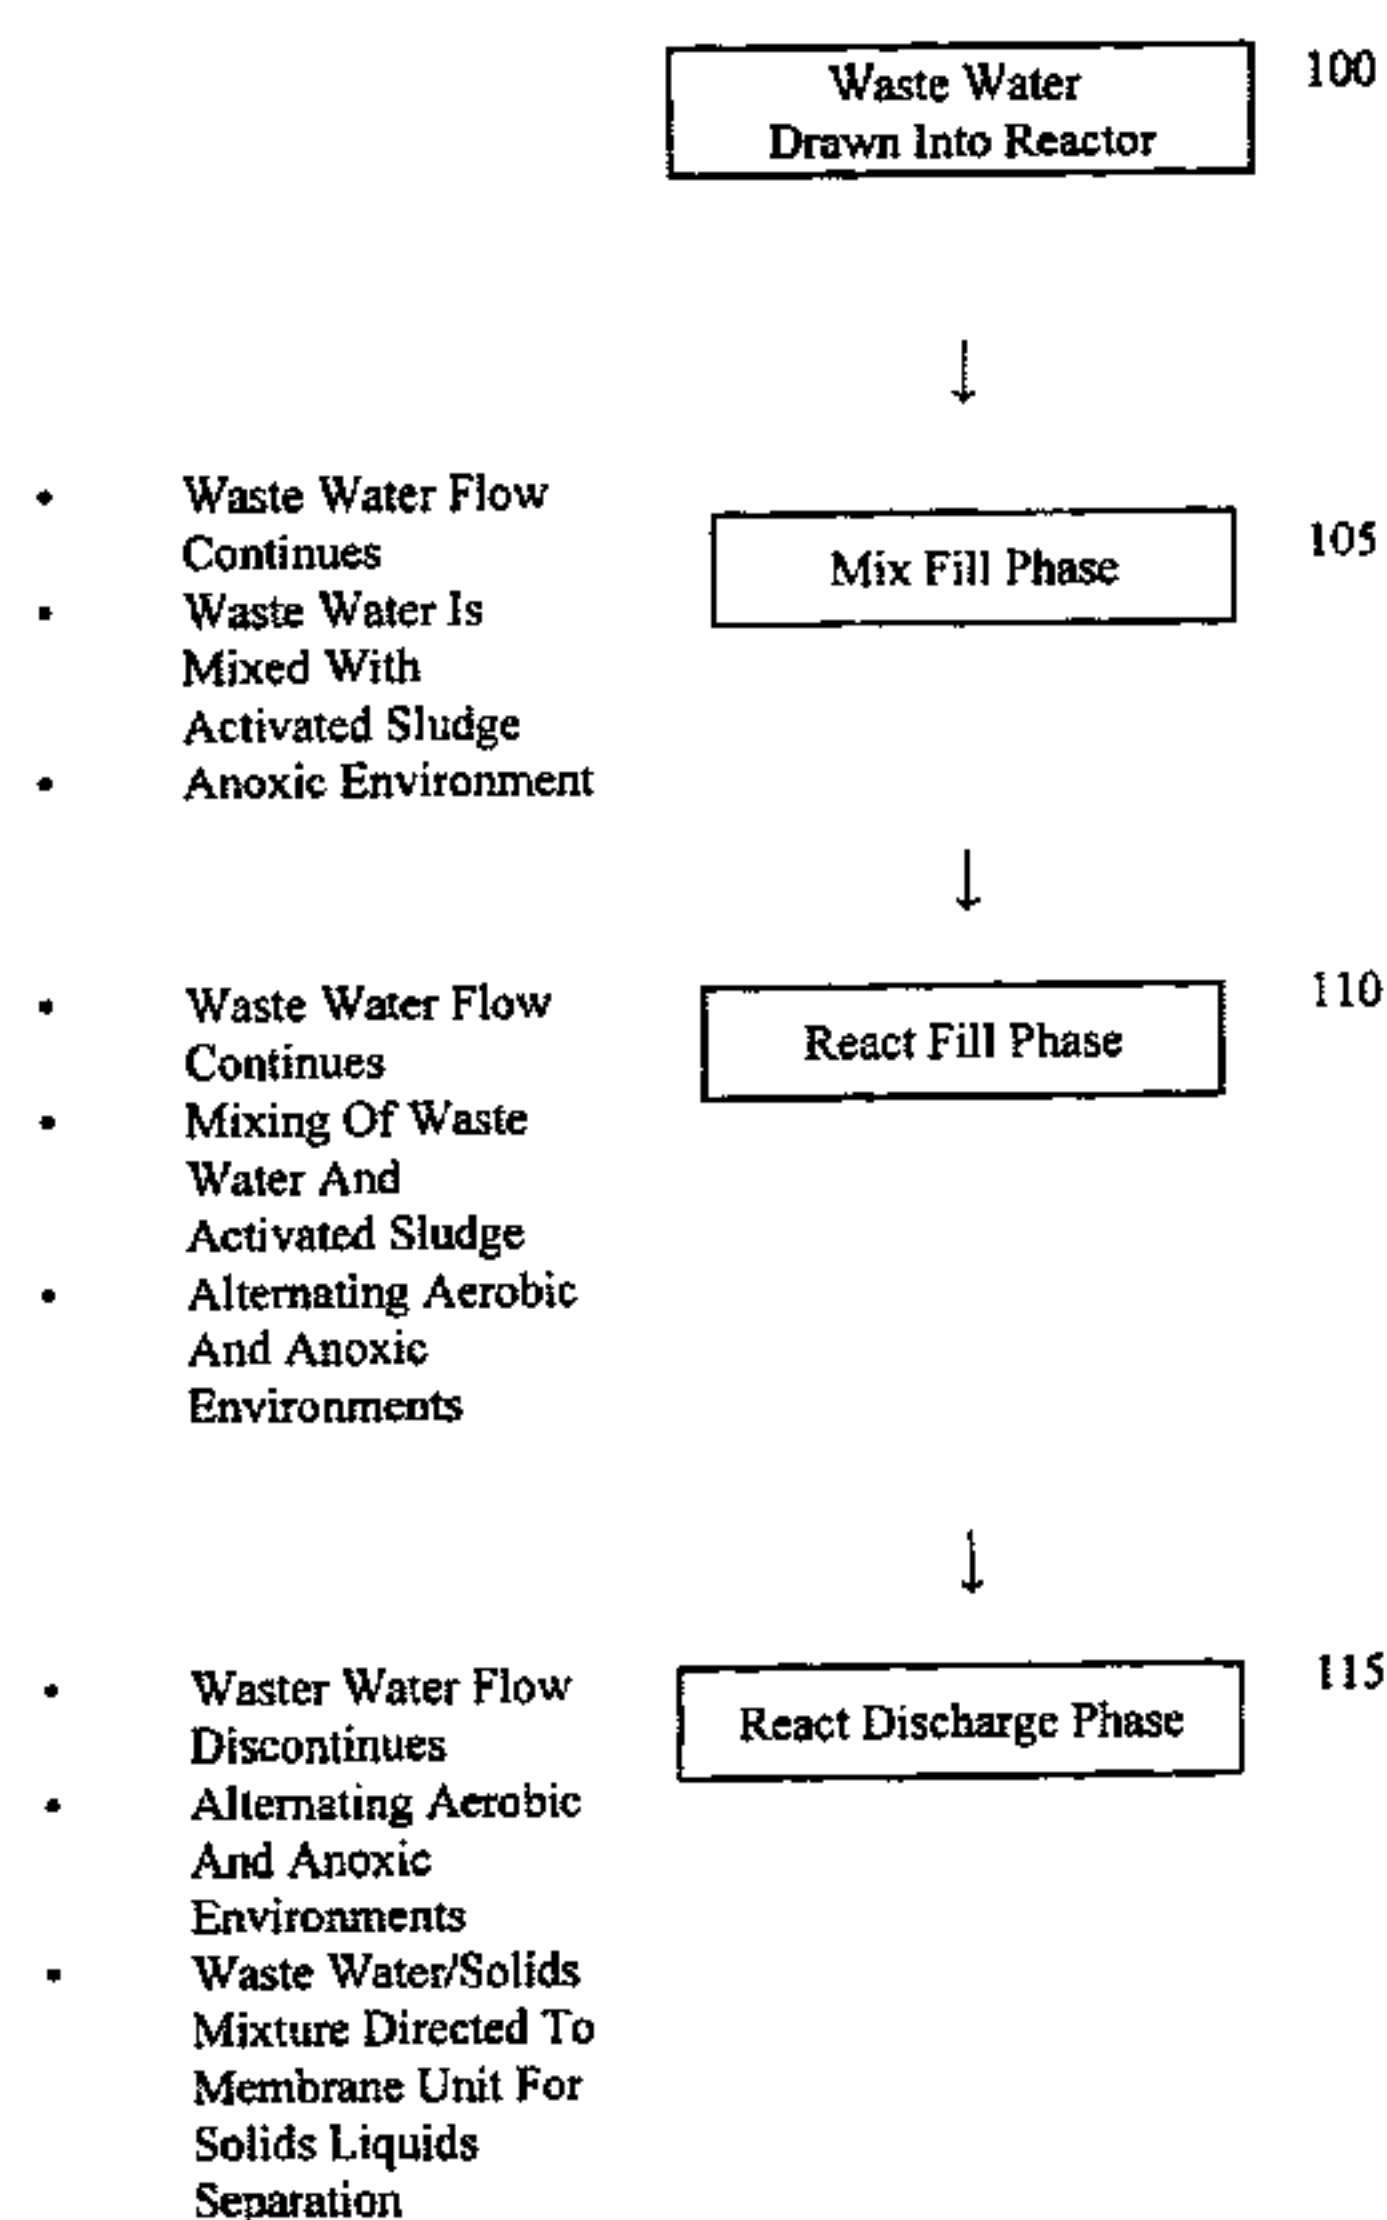 Waste Water
Drawn Into Reactor
100
• Waste Water Flow
Continues
• Waste Water Is
Mixed With
Activated Sludge
• Anoxic Environment
Mix Fill Phase
105
• Waste Water Flow
Continues
• Mixing Of Waste
Water And
Activated Sludge
• Alternating Aerobic
And Anoxic
Environments
React Fill Phase
110
• Waster Water Flow
Discontinues
• Alternating Aerobic
And Anoxic
Environments
• Waste Water/Solids
Mixture Directed To
Membrane Unit For
Solids Liquids
Separation
React Discharge Phase
115